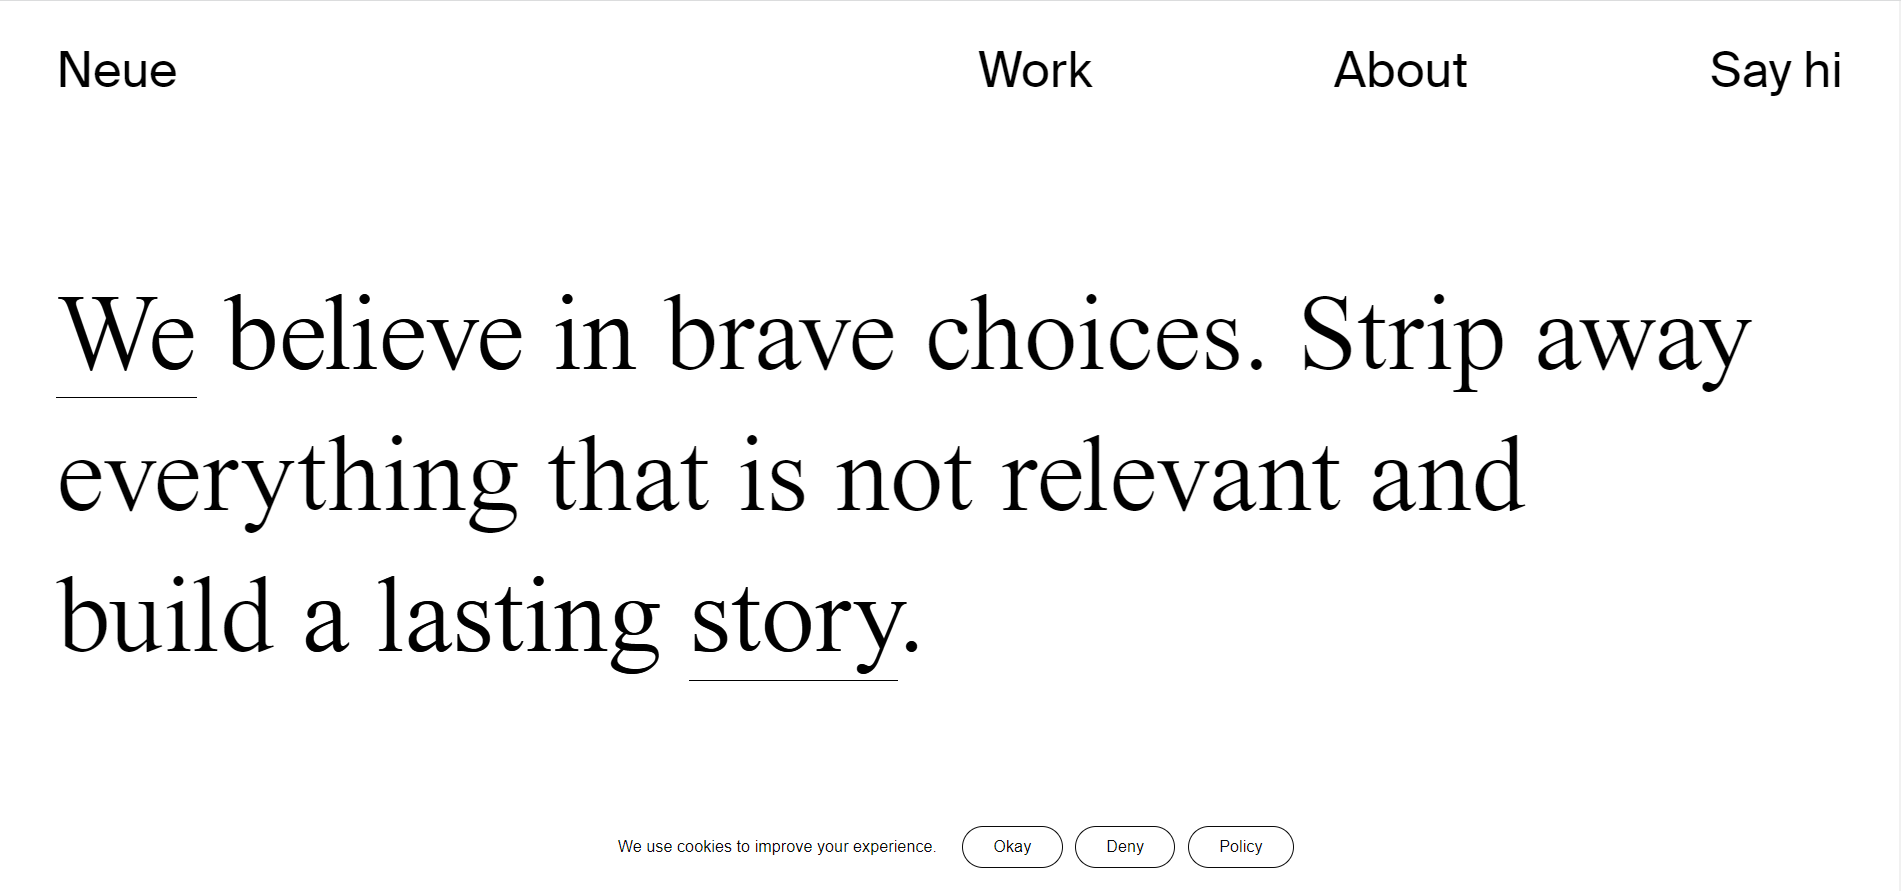 Neue Work About Say hi
We believe in brave choices. Strip away
everything that is not relevant and
build a lasting story.
We use cookies to improve your experience. Okay Deny Policy